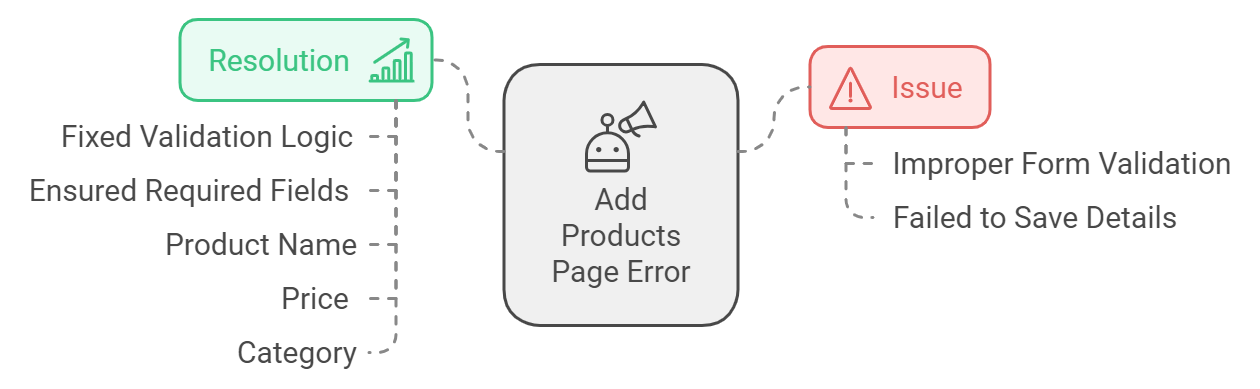 Resolution
Fixed Validation Logic
Ensured Required Fields
Product Name
Price
Category
Add
Products
Page Error
Issue
Improper Form Validation
Failed to Save Details